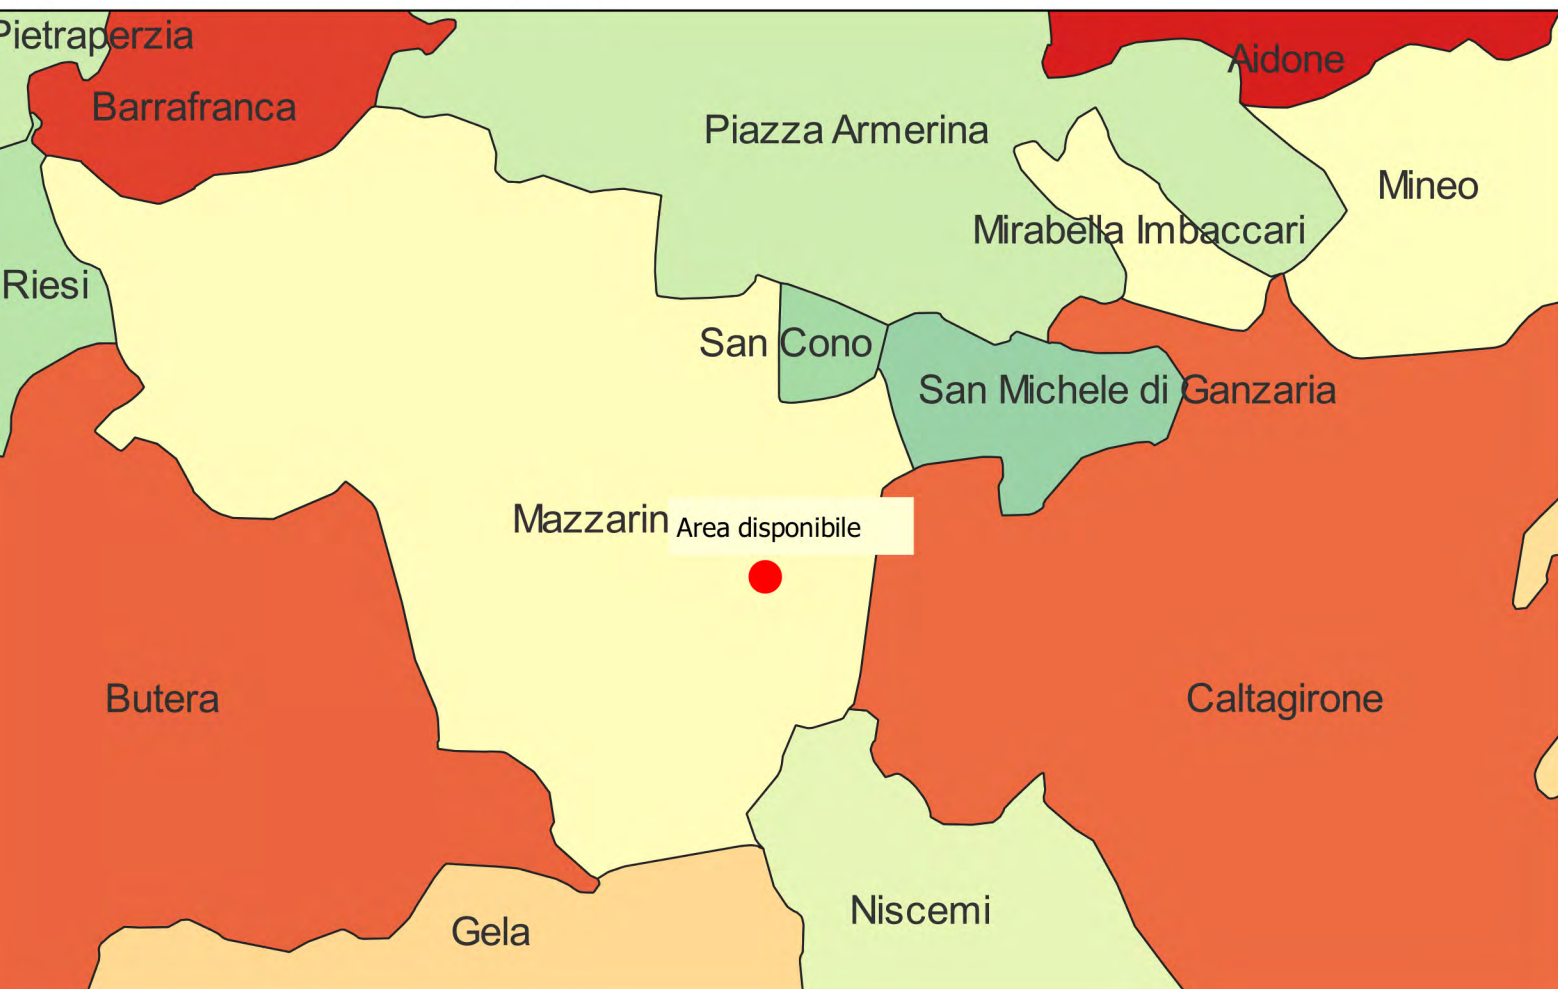 Pietraperzia
Aidone
Barrafranca
Piazza Armerina
Mineo
Mirabella Imbaccari
Riesi
San Cono
San Michele di Ganzaria
Mazzarin
Area disponibile
Butera
Caltagirone
Niscemi
Gela